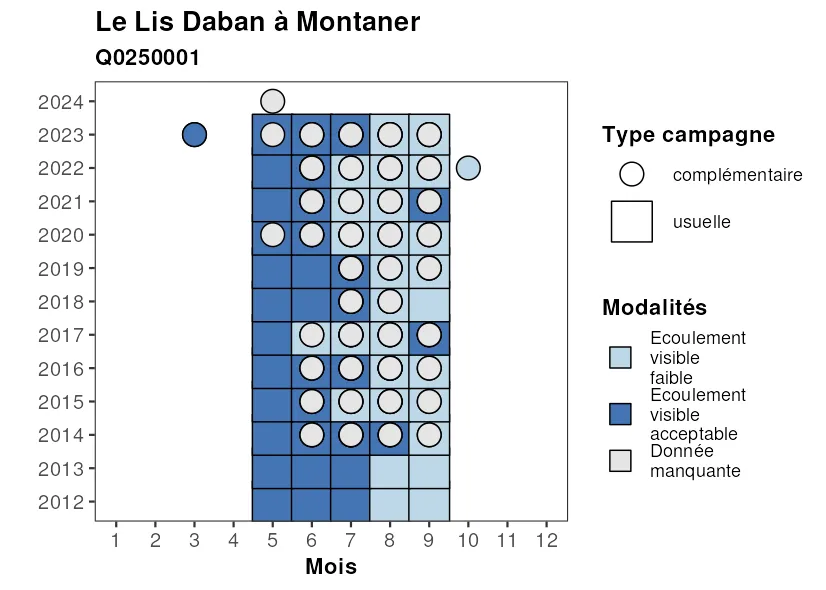 Le Lis Daban à Montaner
Q0250001
2024
2023
2022
2021
2020
2019
2018
2017
2016
2015
2014
2013
2012
1 2 3 4 5 6 7 8 9 10 11 12
Mois
Type campagne
complémentaire
usuelle
Modalités
Ecoulement
visible
faible
Ecoulement
visible
acceptable
Donnée
manquante